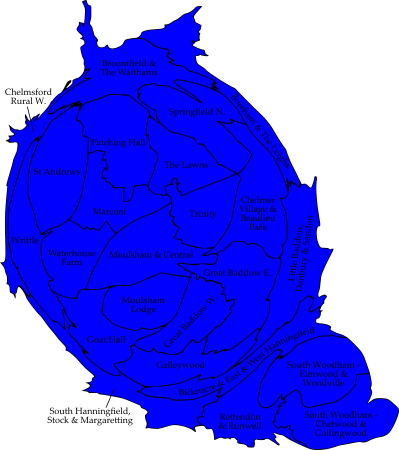 Broomfield &
The Walthams
Chelmsford
Rural W.
Springfield N.
Boreham & The Leighs
Patching Hall
The Lawns
St Andrews
Marconi
Trinity
Chelmer
Village &
Beaulieu
Park
Writtle
Waterhouse
Farm
Moulsham & Central
Little Baddow,
Danbury & Sandon
Great Baddow E.
Moulsham
Lodge
Great Baddow W.
Goat Hall
Galleywood
Bicknacre & East & West Hanningfield
South Woodham
Elmwood &
Woodville
South Hanningfield,
Stock & Margaretting
Rettendon
& Runwell
South Woodham
Chetwood &
Collingwood